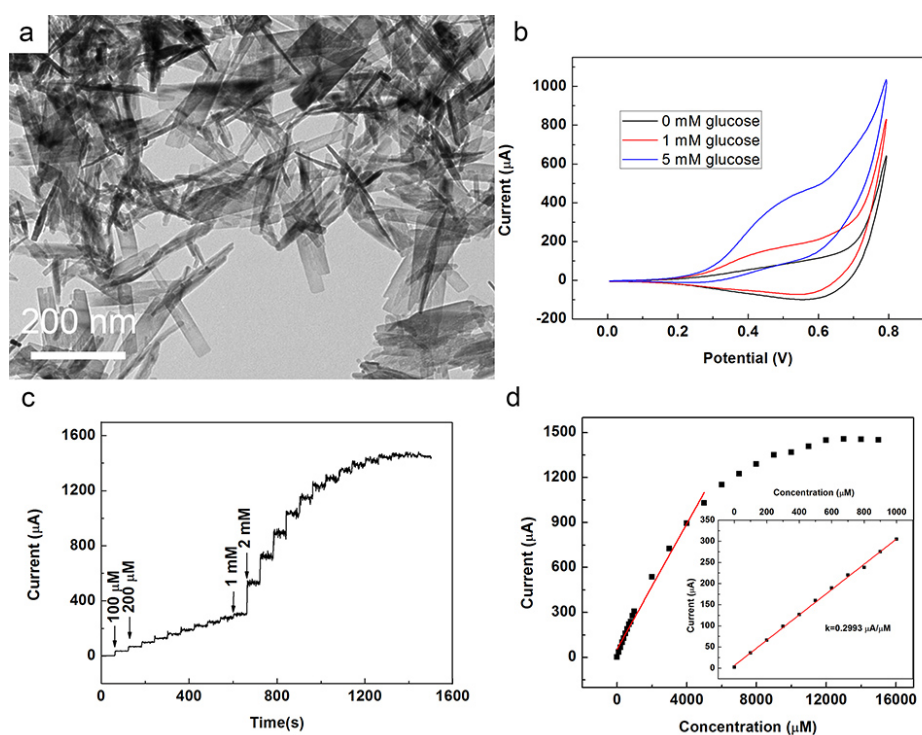 a
200 nm
b
1000
800
600
400
200
0
-200
0 mM glucose
1 mM glucose
5 mM glucose
Current (μA)
0.0 0.2 0.4 0.6 0.8
Potential (V)
c
1600
1200
800
400
0
Current (μA)
100 μM
200 μM
1 mM
2 mM
0 400 800 1200 1600
Time(s)
d
1500
1200
900
600
300
0
Current (μA)
Concentration (μM)
0 200 400 600 800 1000
350
300
250
200
150
100
50
0
Current (μA)
k=0.2993 μA/μM
0 4000 8000 12000 16000
Concentration (μM)